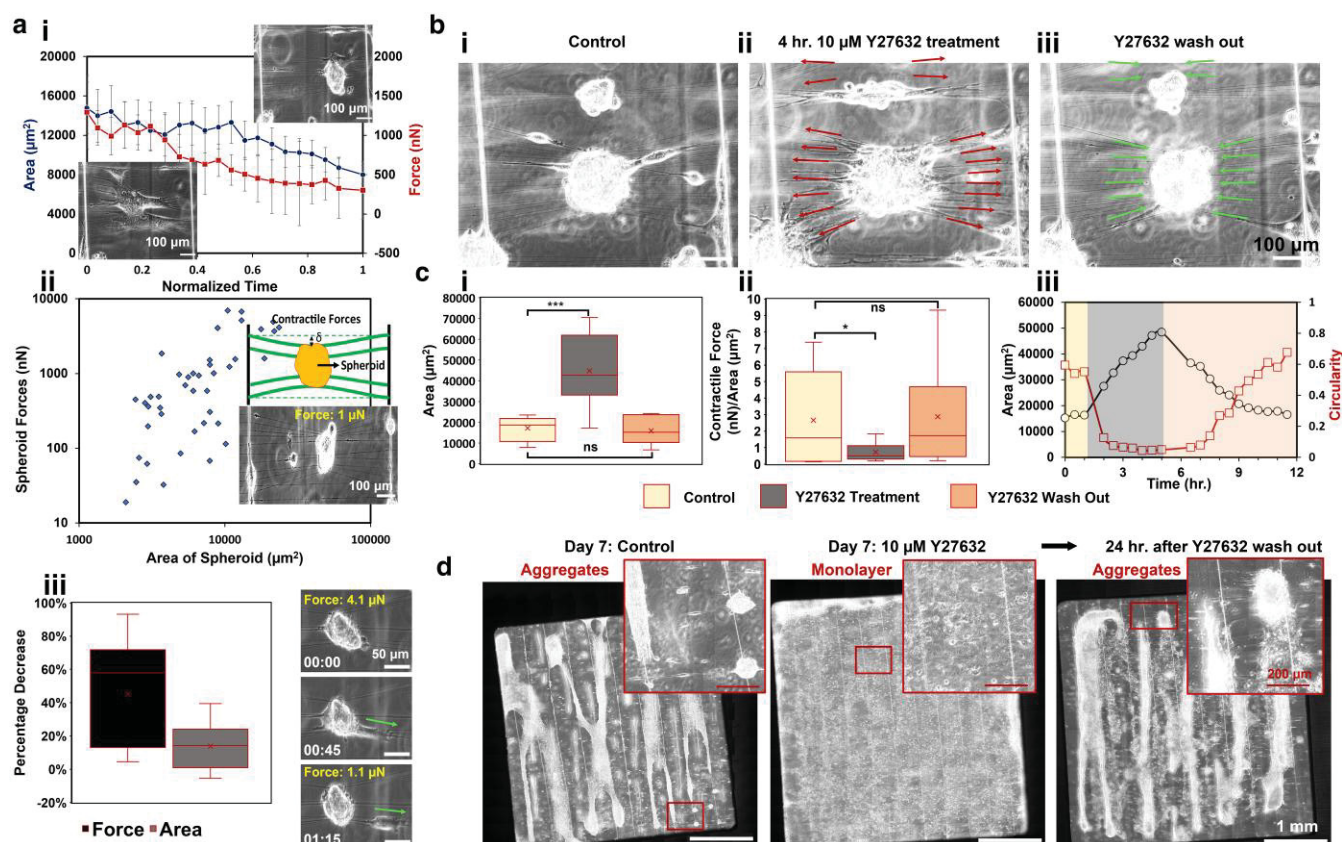 a
i
20000
16000
12000
8000
4000
0
Area (µm²)
2000
1500
1000
500
0
-500
Force (nN)
100 µm
100 µm
0 0.2 0.4 0.6 0.8 1
Normalized Time
ii
10000
1000
100
10
Spheroid Forces (nN)
Contractile Forces
δ
Spheroid
Force: 1 µN
100 µm
1000 10000 100000
Area of Spheroid (µm²)
iii
100%
80%
60%
40%
20%
0%
-20%
Percentage Decrease
Force Area
Force: 4.1 µN
00:00
50 µm
00:45
Force: 1.1 µN
01:15
b
i
Control
ii
4 hr. 10 µM Y27632 treatment
iii
Y27632 wash out
100 µm
c
i
80000
70000
60000
50000
40000
30000
20000
10000
0
Area (µm²)
***
ns
ii
10
9
8
7
6
5
4
3
2
1
0
Contractile Force
(nN)/Area (µm²)
ns
*
iii
60000
50000
40000
30000
20000
10000
0
Area (µm²)
1
0.8
0.6
0.4
0.2
0
Circularity
0 3 6 9 12
Time (hr.)
Control Y27632 Treatment Y27632 Wash Out
d
Day 7: Control
Aggregates
Day 7: 10 µM Y27632
Monolayer
24 hr. after Y27632 wash out
Aggregates
200 µm
1 mm